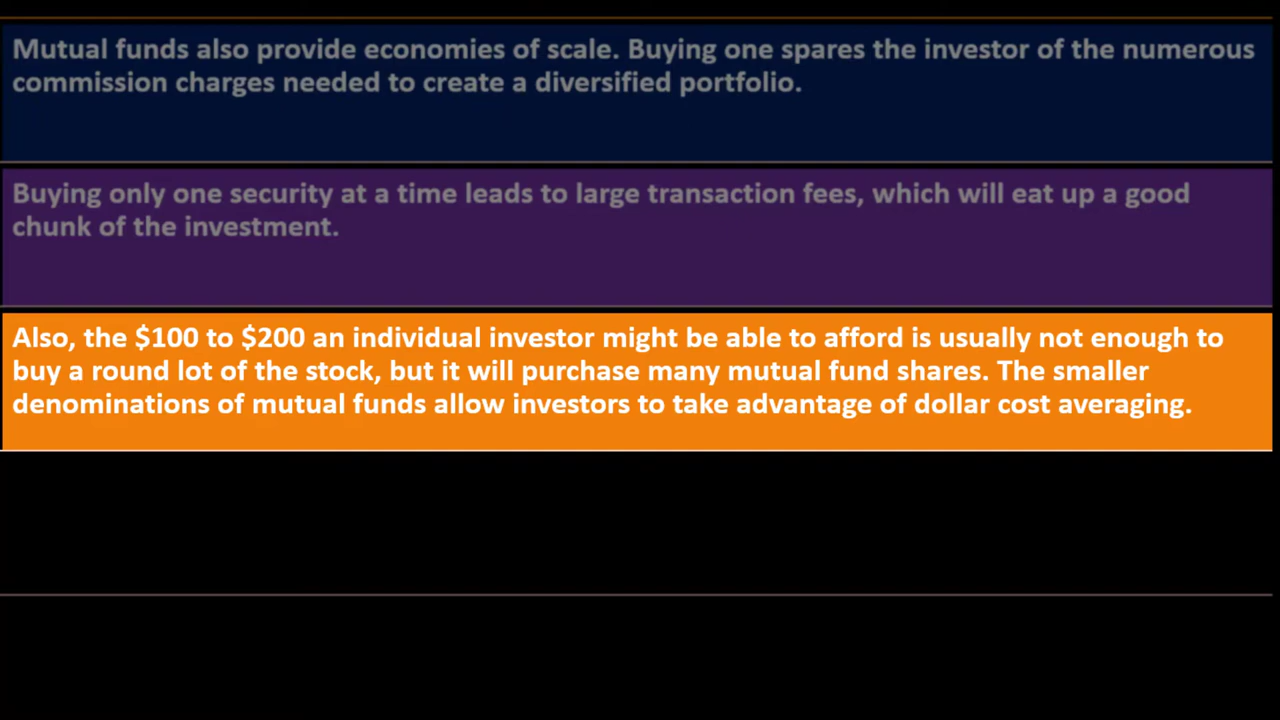 Mutual funds also provide economies of scale. Buying one spares the investor of the numerous
commission charges needed to create a diversified portfolio.
Buying only one security at a time leads to large transaction fees, which will eat up a good
chunk of the investment.
Also, the $100 to $200 an individual investor might be able to afford is usually not enough to
buy a round lot of the stock, but it will purchase many mutual fund shares. The smaller
denominations of mutual funds allow investors to take advantage of dollar cost averaging.